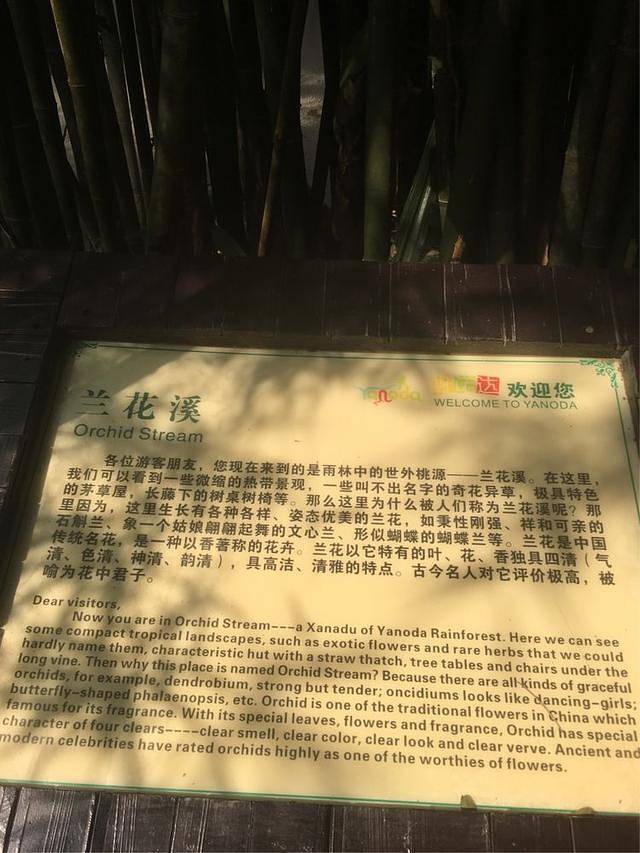 兰花溪
Orchid Stream
Yanoda 呀诺达 欢迎您
WELCOME TO YANODA
各位游客朋友，您现在来到的是雨林中的世外桃源——兰花溪。在这里，
我们可以看到一些微缩的热带景观，一些叫不出名字的奇花异草，极具特色
的茅草屋，长藤下的树桌树椅等。那么这里为什么被人们称为兰花溪呢？那
里因为，这里生长有各种各样、姿态优美的兰花，如秉性刚强、祥和可亲的
石斛兰、象一个姑娘翩翩起舞的文心兰、形似蝴蝶的蝴蝶兰等。兰花是中国
传统名花，是一种以香著称的花卉。兰花以它特有的叶、花、香独具四清（气
清、色清、神清、韵清），具高洁、清雅的特点。古今名人对它评价极高，被
喻为花中君子。
Dear visitors,
Now you are in Orchid Stream---a Xanadu of Yanoda Rainforest. Here we can see
some compact tropical landscapes, such as exotic flowers and rare herbs that we could
hardly name them, characteristic hut with a straw thatch, tree tables and chairs under the
long vine. Then why this place is named Orchid Stream? Because there are all kinds of graceful
orchids, for example, dendrobium, strong but tender; oncidiums looks like dancing-girls;
butterfly-shaped phalaenopsis, etc. Orchid is one of the traditional flowers in China which
famous for its fragrance. With its special leaves, flowers and fragrance, Orchid has special
character of four clears----clear smell, clear color, clear look and clear verve. Ancient and
modern celebrities have rated orchids highly as one of the worthies of flowers.